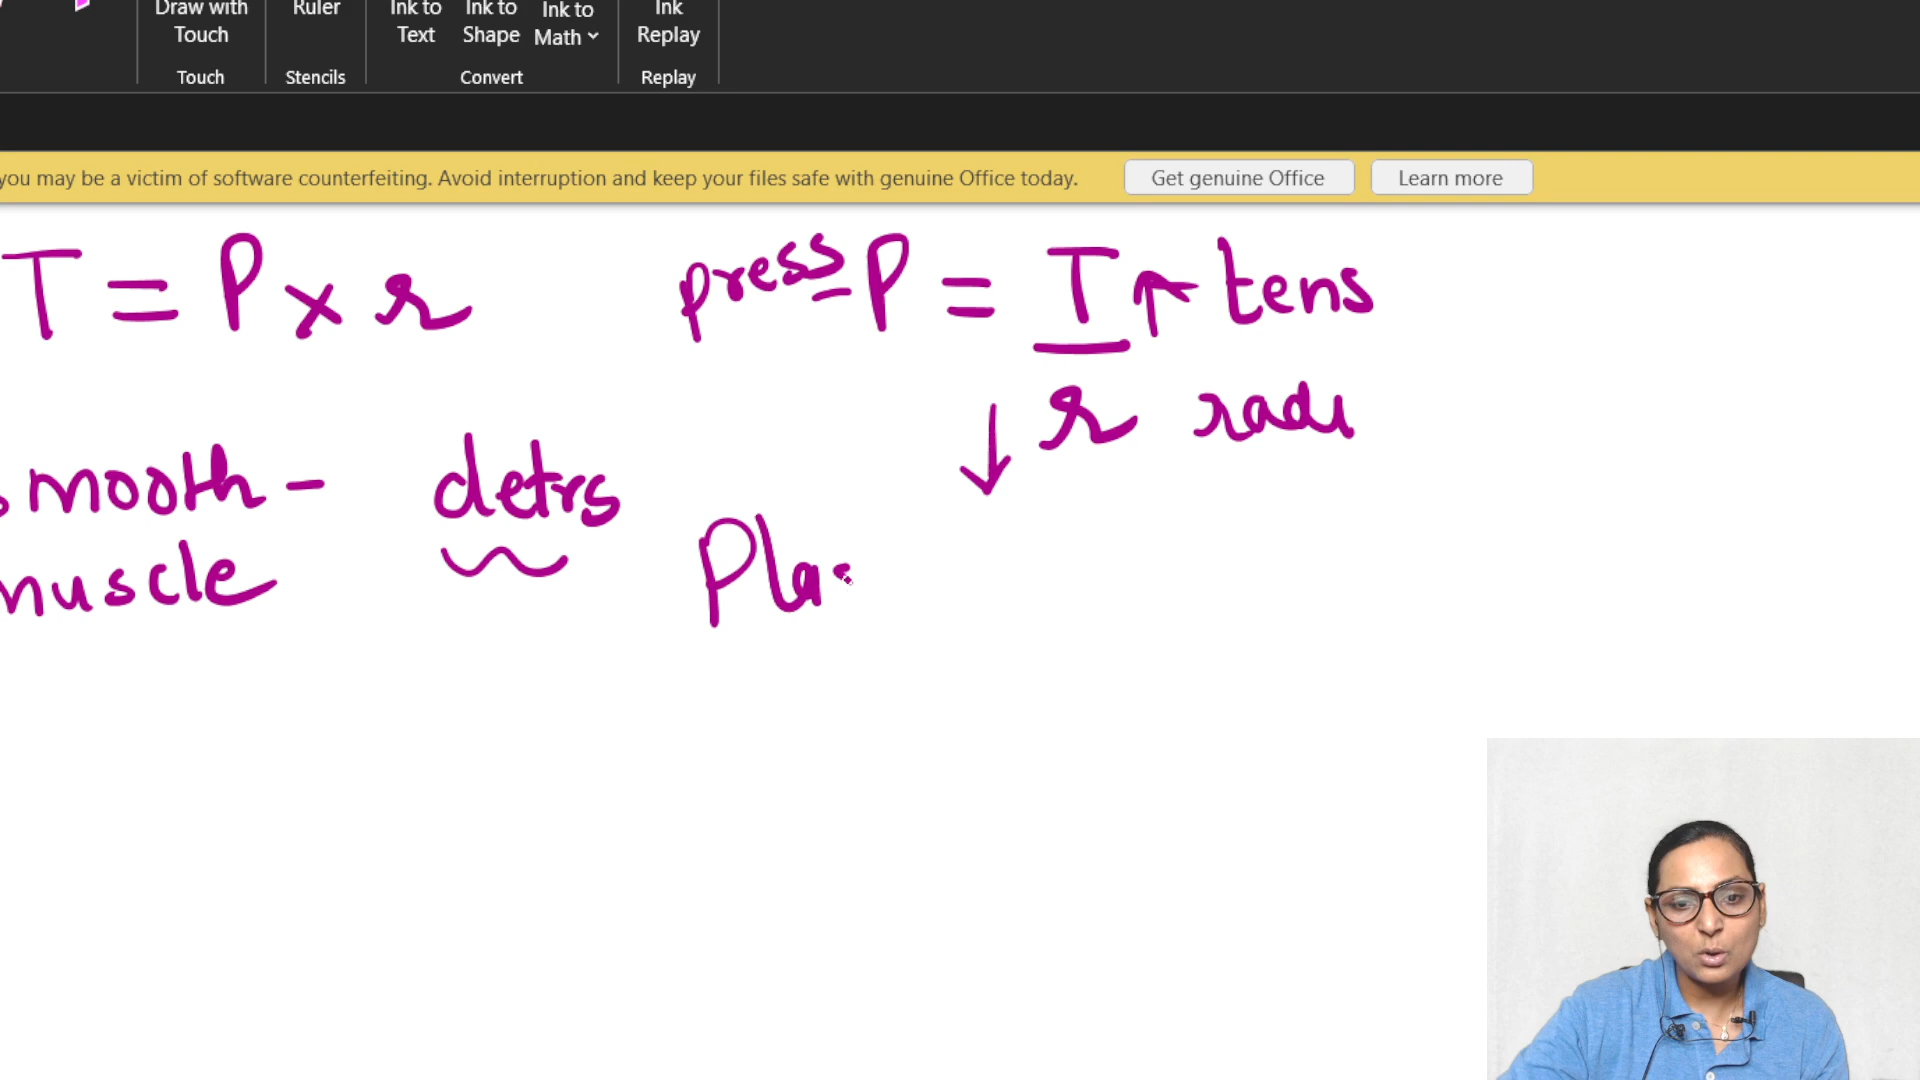 Draw with Touch
Ruler
Ink to Text
Ink to Shape
Ink to Math
Ink Replay
Touch
Stencils
Convert
Replay
you may be a victim of software counterfeiting. Avoid interruption and keep your files safe with genuine Office today.
Get genuine Office
Learn more
T = P x r
press P = T ↑ tens
↓ r radi
smooth - detrs
muscle
Plas